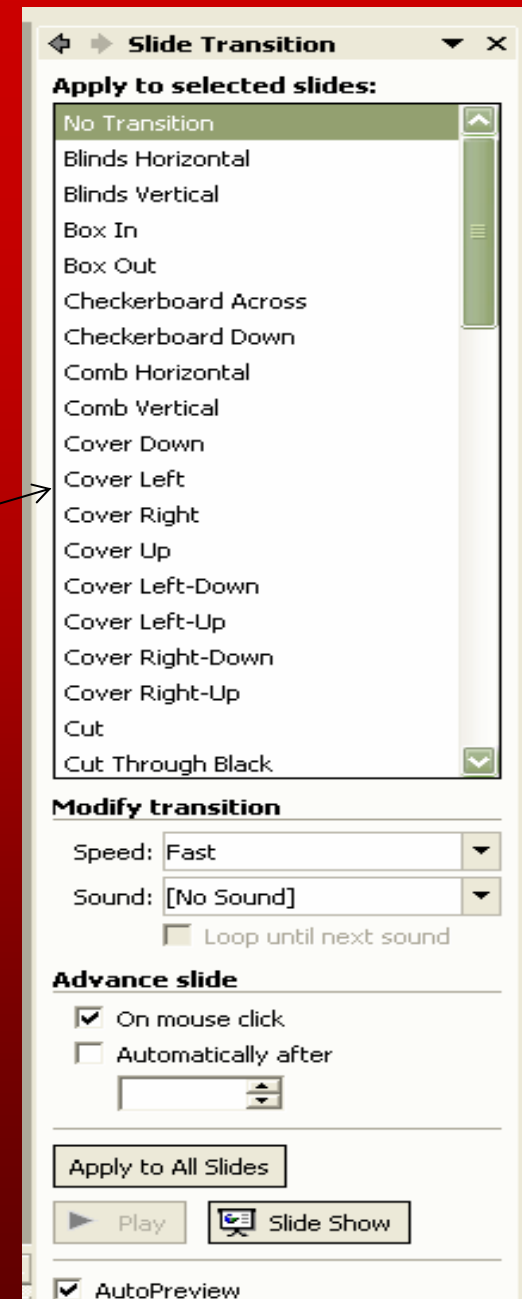 Slide Transition
Apply to selected slides:
No Transition
Blinds Horizontal
Blinds Vertical
Box In
Box Out
Checkerboard Across
Checkerboard Down
Comb Horizontal
Comb Vertical
Cover Down
Cover Left
Cover Right
Cover Up
Cover Left-Down
Cover Left-Up
Cover Right-Down
Cover Right-Up
Cut
Cut Through Black
Modify transition
Speed: Fast
Sound: [No Sound]
Loop until next sound
Advance slide
On mouse click
Automatically after
Apply to All Slides
Play Slide Show
AutoPreview